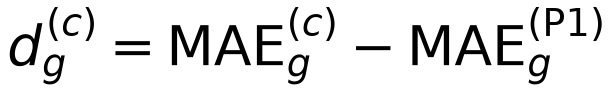 d_g^{(c)} = MAE_g^{(c)} − MAE_g^{(P1)}